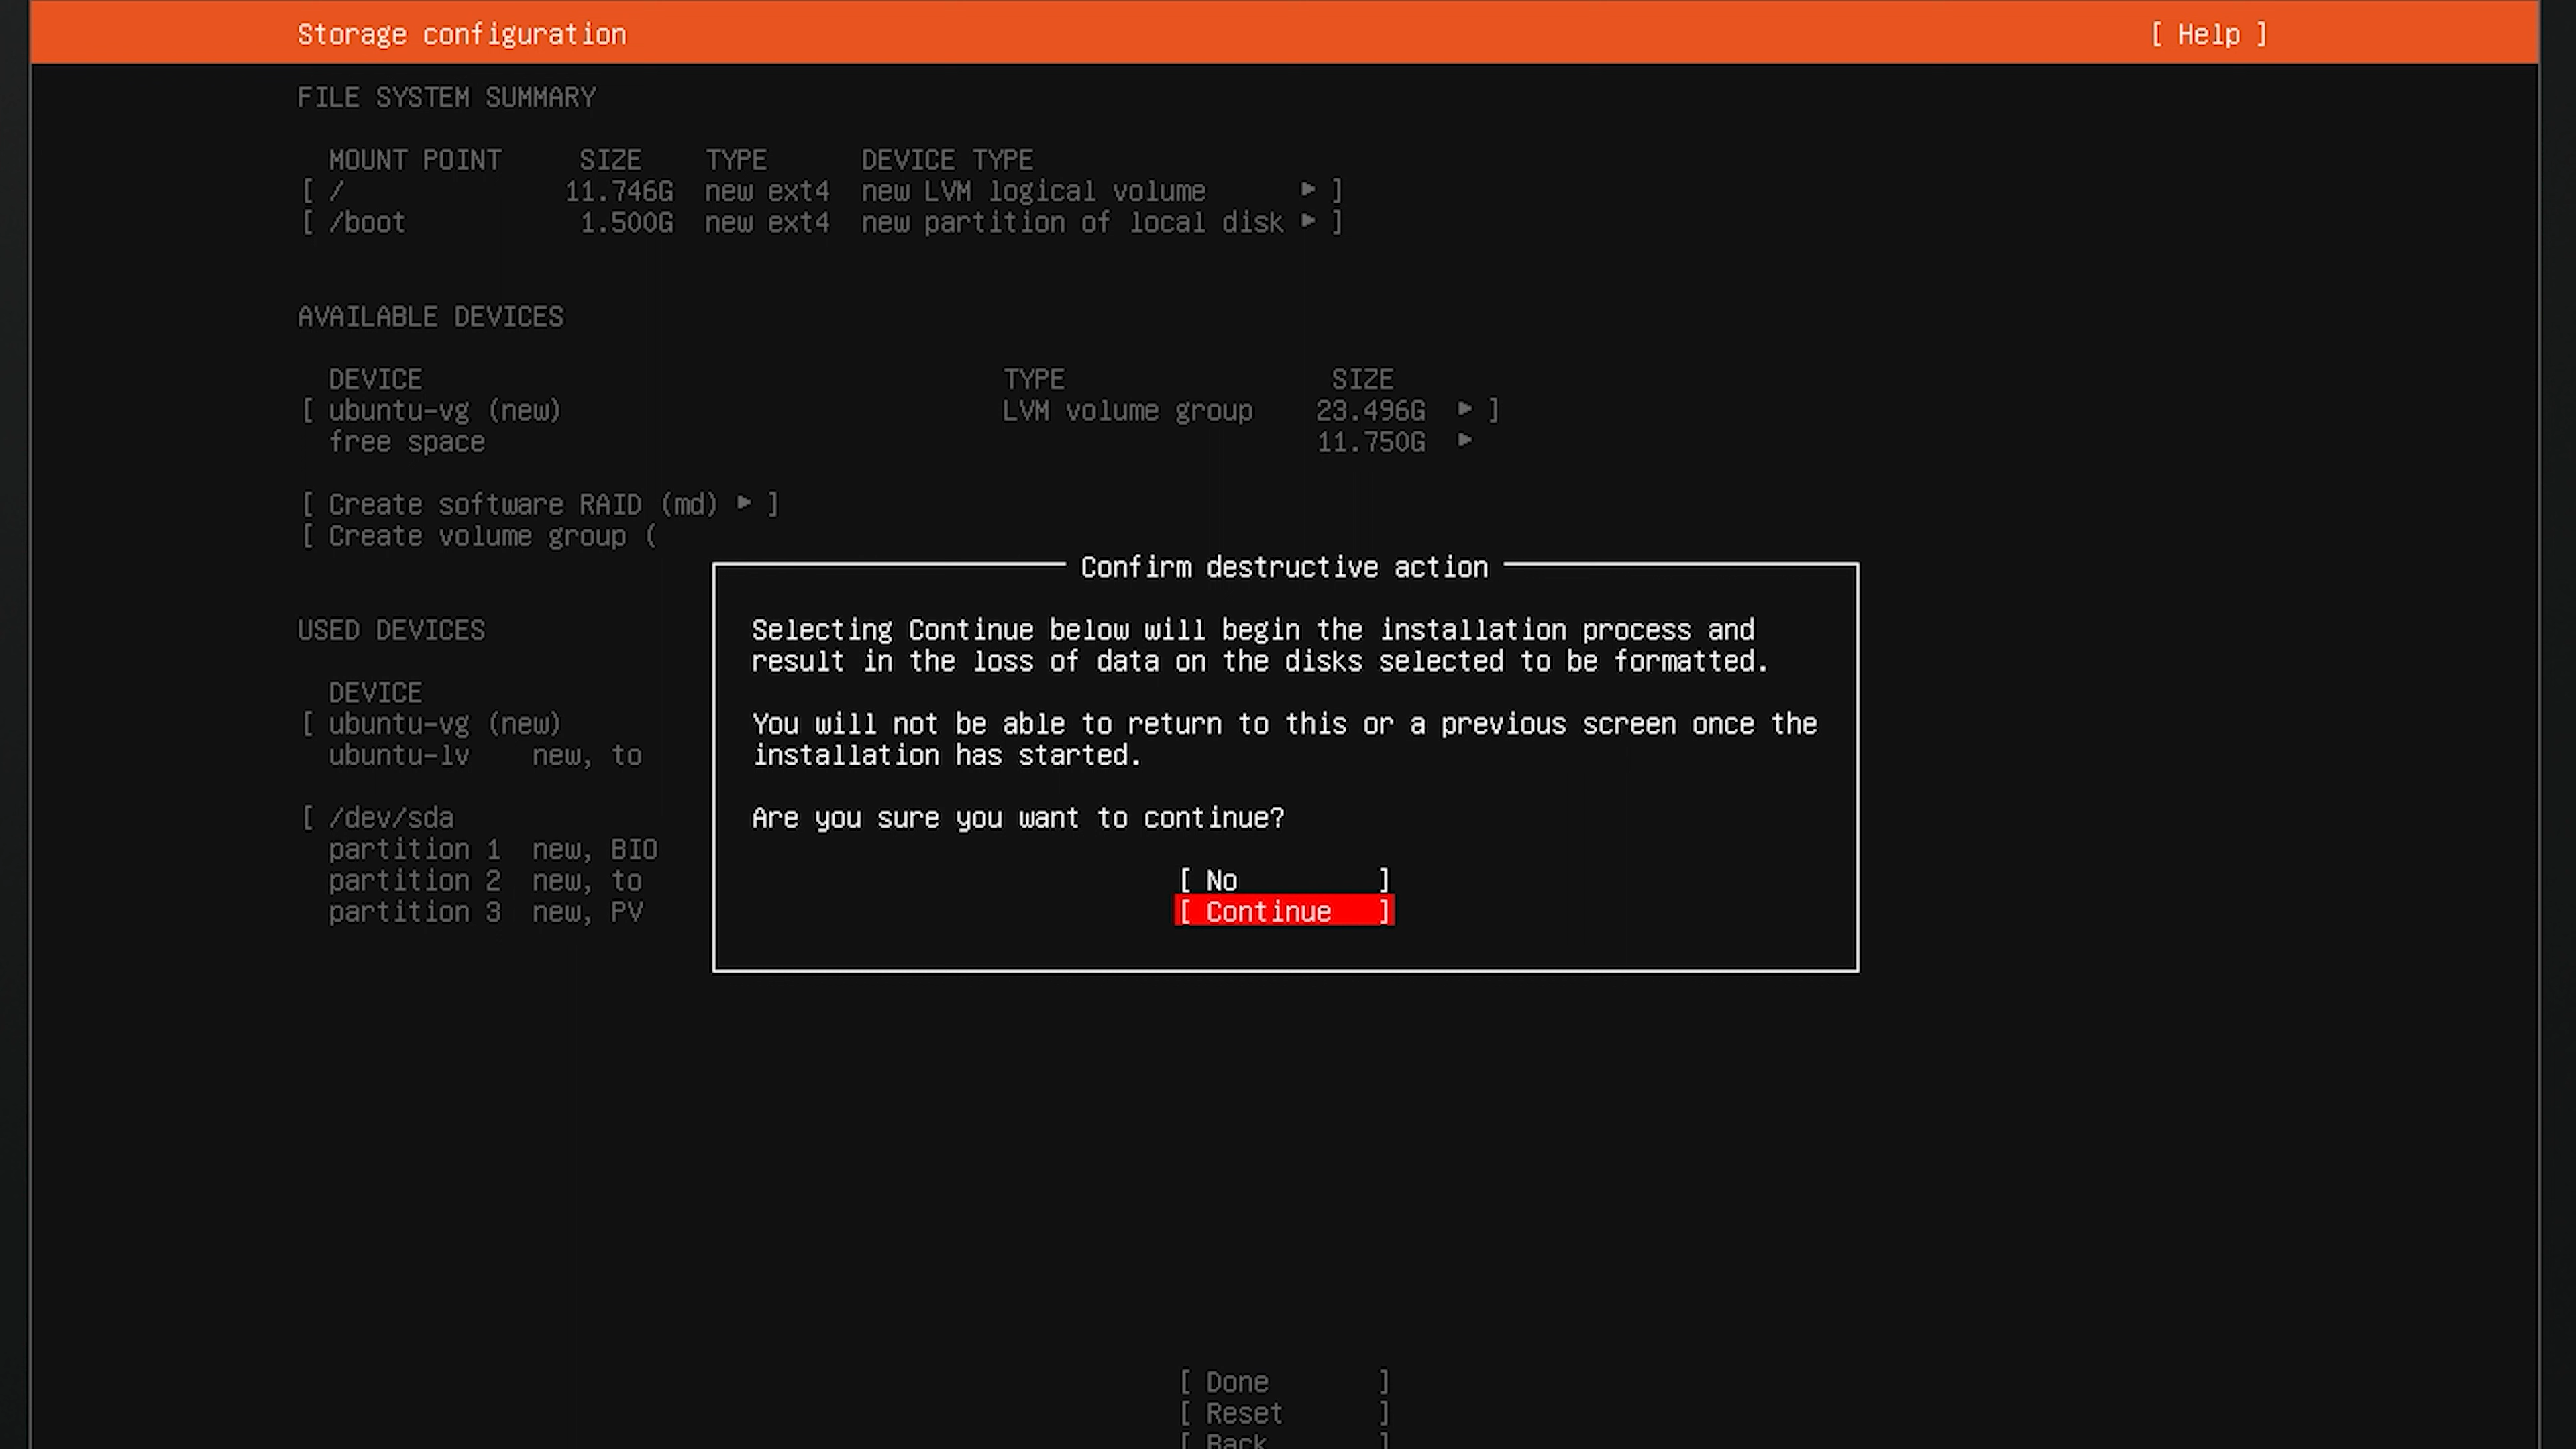 Storage configuration [ Help ]
FILE SYSTEM SUMMARY
MOUNT POINT SIZE TYPE DEVICE TYPE
[ / 11.746G new ext4 new LVM logical volume ▸ ]
[ /boot 1.500G new ext4 new partition of local disk ▸ ]
AVAILABLE DEVICES
DEVICE TYPE SIZE
[ ubuntu-vg (new) LVM volume group 23.496G ▸ ]
free space 11.750G ▸
[ Create software RAID (md) ▸ ]
[ Create volume group (
Confirm destructive action
Selecting Continue below will begin the installation process and
result in the loss of data on the disks selected to be formatted.
You will not be able to return to this or a previous screen once the
installation has started.
Are you sure you want to continue?
[ No ]
[ Continue ]
USED DEVICES
DEVICE
[ ubuntu-vg (new)
ubuntu-lv new, to
[ /dev/sda
partition 1 new, BIO
partition 2 new, to
partition 3 new, PV
[ Done ]
[ Reset ]
[ Back ]